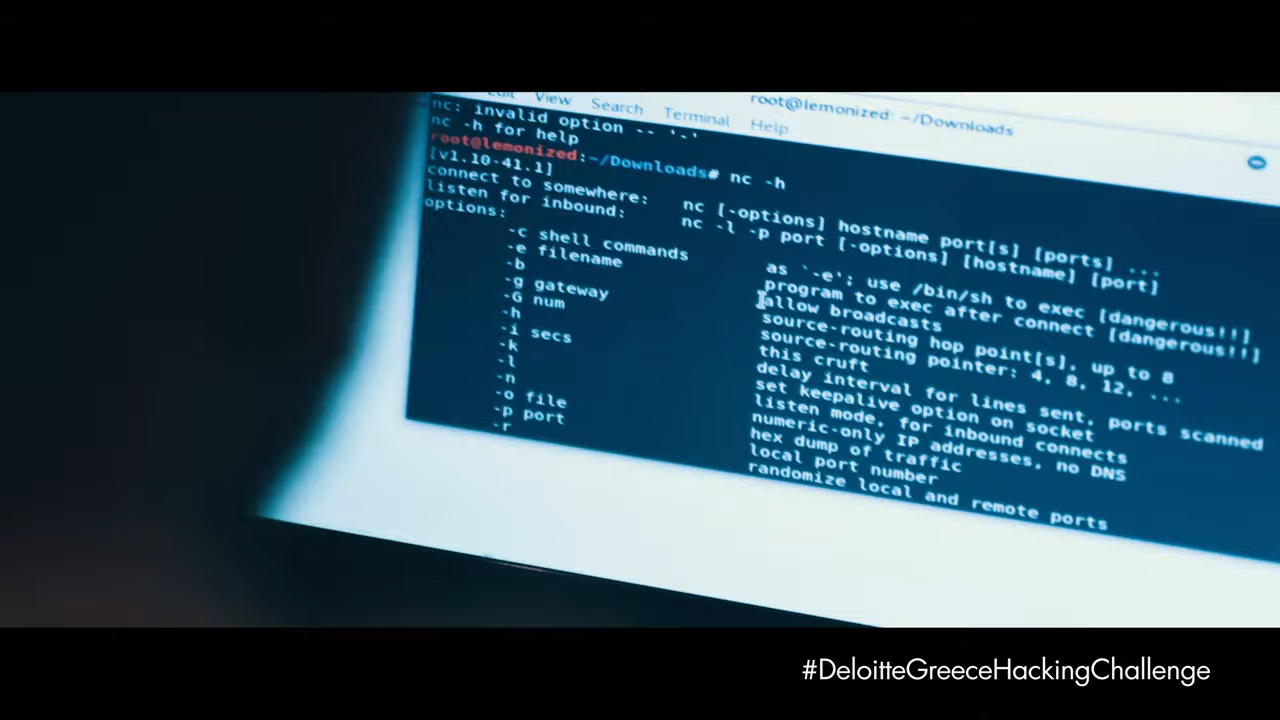 Edit View Search Terminal Help
root@lemonized: ~/Downloads
nc: invalid option -- '-'
nc -h for help
root@lemonized:~/Downloads# nc -h
[v1.10-41.1]
connect to somewhere: nc [-options] hostname port[s] [ports] ...
listen for inbound: nc -l -p port [-options] [hostname] [port]
options:
-c shell commands as `-e'; use /bin/sh to exec [dangerous!!]
-e filename program to exec after connect [dangerous!!]
-b allow broadcasts
-g gateway source-routing hop point[s], up to 8
-G num source-routing pointer: 4, 8, 12, ...
-h this cruft
-i secs delay interval for lines sent, ports scanned
-k set keepalive option on socket
-l listen mode, for inbound connects
-n numeric-only IP addresses, no DNS
-o file hex dump of traffic
-p port local port number
-r randomize local and remote ports
#DeloitteGreeceHackingChallenge